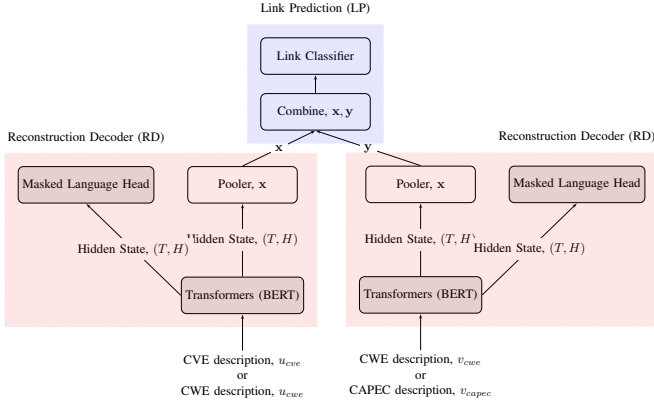 Link Prediction (LP)
Link Classifier
Combine, x, y
Reconstruction Decoder (RD)
Reconstruction Decoder (RD)
x
y
Masked Language Head
Pooler, x
Pooler, x
Masked Language Head
Hidden State, (T, H)
Hidden State, (T, H)
Hidden State, (T, H)
Hidden State, (T, H)
Transformers (BERT)
Transformers (BERT)
CVE description, u_cve
or
CWE description, u_cwe
CWE description, v_cwe
or
CAPEC description, v_capec